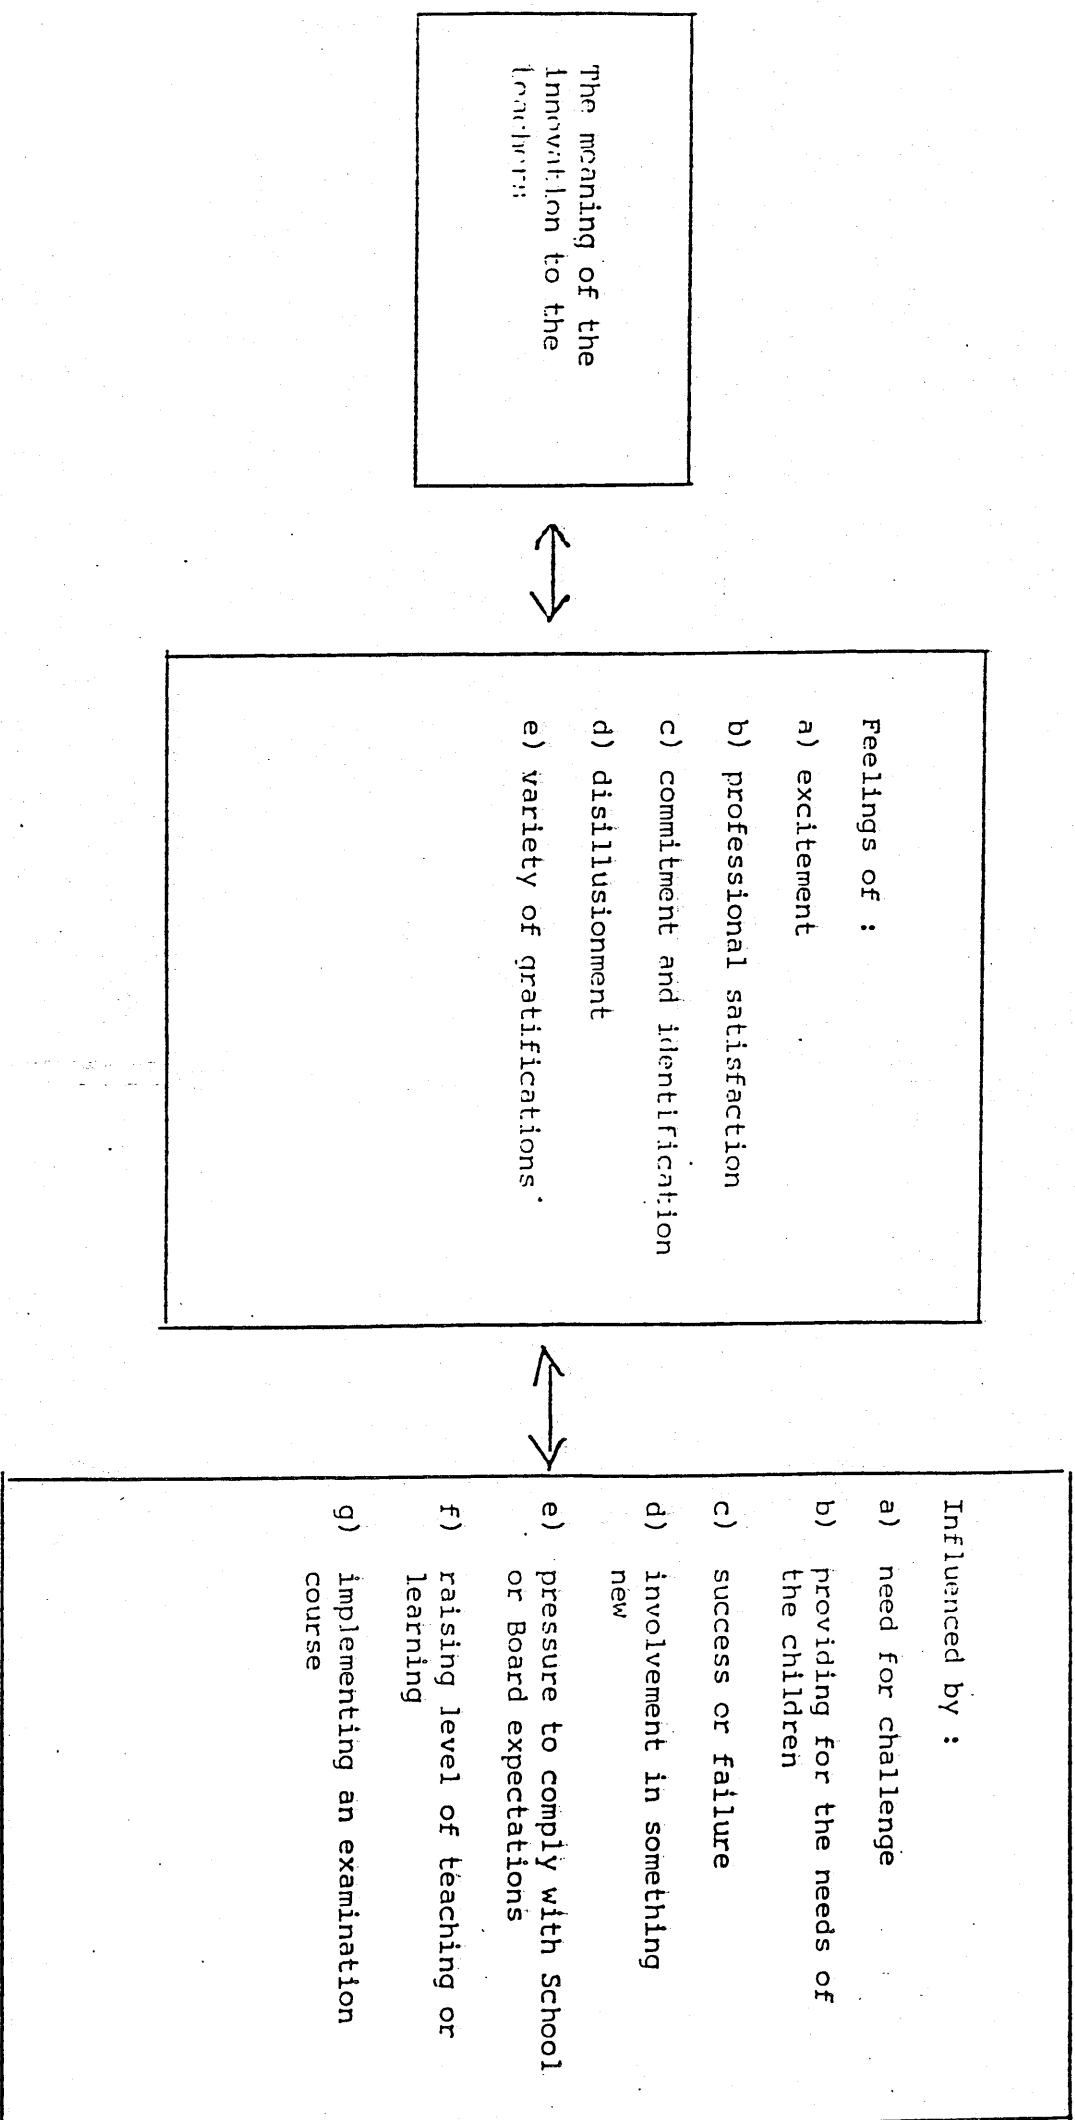 The meaning of the
innovation to the
teachers
Feelings of :
a) excitement
b) professional satisfaction
c) commitment and identification
d) disillusionment
e) variety of gratifications
Influenced by :
a) need for challenge
b) providing for the needs of
the children
c) success or failure
d) involvement in something
new
e) pressure to comply with School
or Board expectations
f) raising level of teaching or
learning
g) implementing an examination
course